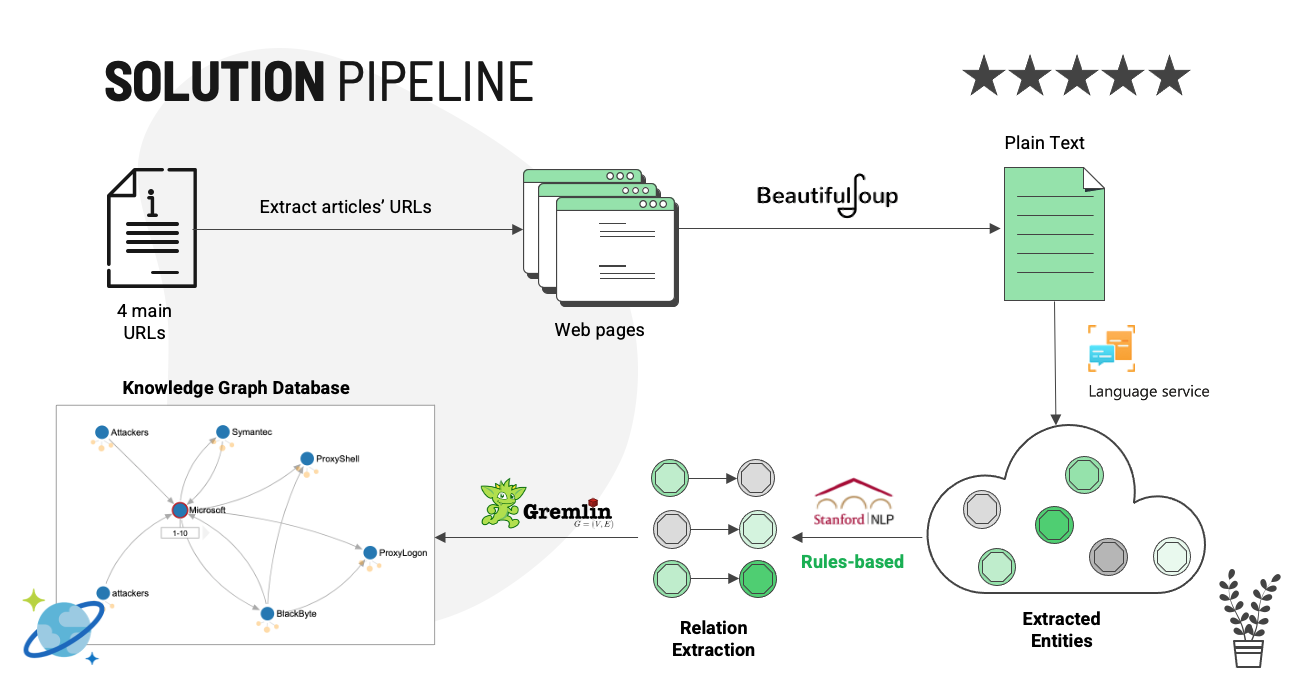 SOLUTION PIPELINE
Plain Text
Extract articles’ URLs
BeautifulSoup
4 main
URLs
Web pages
Language service
Knowledge Graph Database
Attackers
Symantec
ProxyShell
Microsoft
1-10
ProxyLogon
attackers
BlackByte
Gremlin
G = (V, E)
Stanford NLP
Rules-based
Relation
Extraction
Extracted
Entities